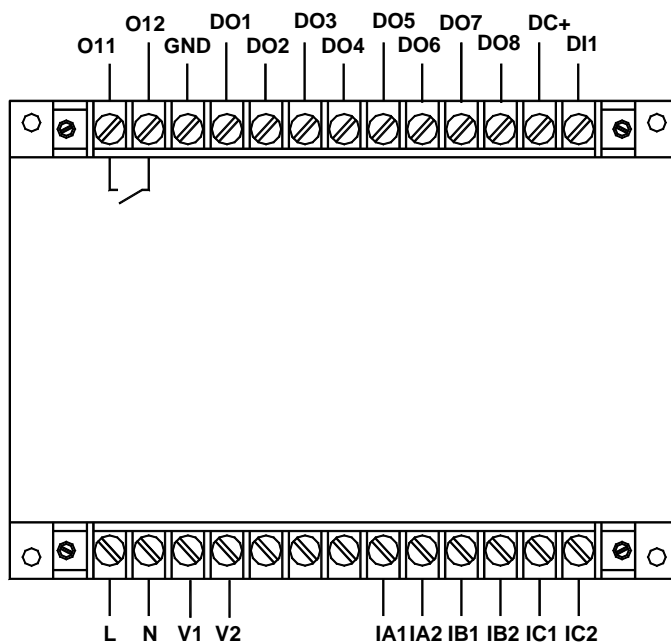 O12 DO1 DO3 DO5 DO7 DC+
O11 GND DO2 DO4 DO6 DO8 DI1
L N V1 V2 IA1 IA2 IB1 IB2 IC1 IC2